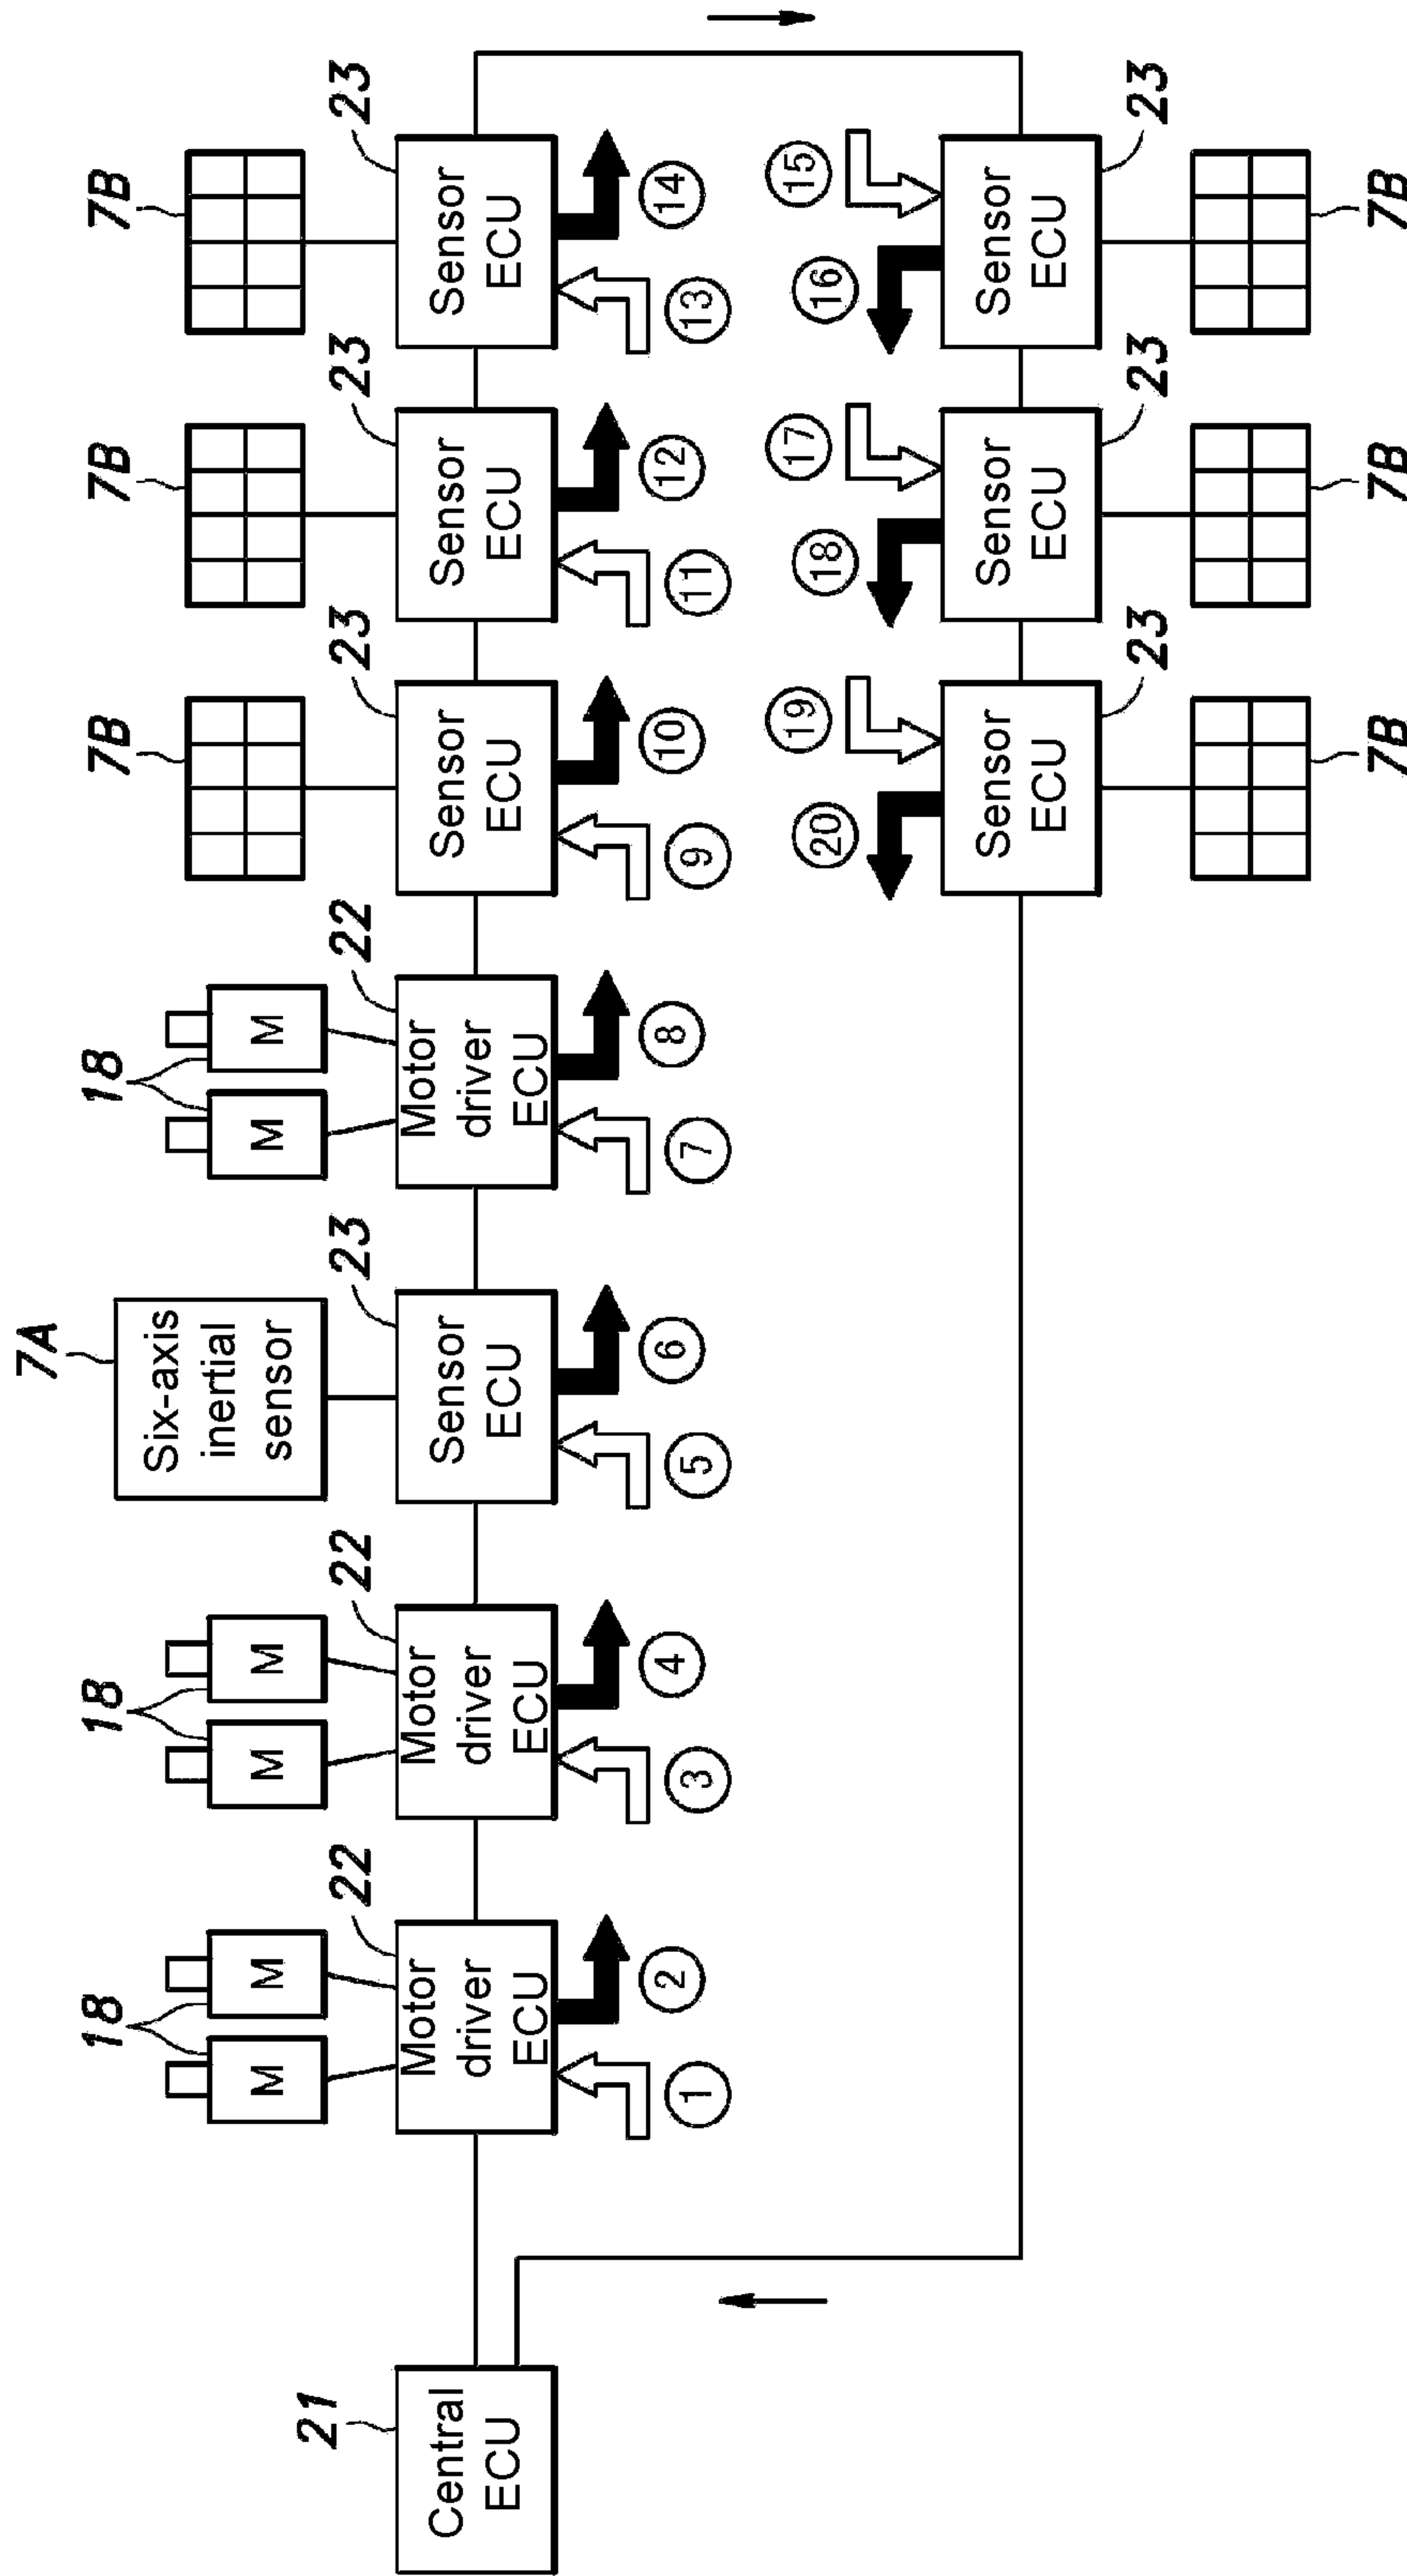 7A
Six-axis
inertial
sensor
18
18
18
7B
7B
7B
M
M
M
M
M
M
21
22
22
23
22
23
23
23
Central
ECU
Motor
driver
ECU
Motor
driver
ECU
Sensor
ECU
Motor
driver
ECU
Sensor
ECU
Sensor
ECU
Sensor
ECU
1
2
3
4
5
6
7
8
9
10
11
12
13
14
20
19
18
17
16
15
Sensor
ECU
Sensor
ECU
Sensor
ECU
23
23
23
7B
7B
7B